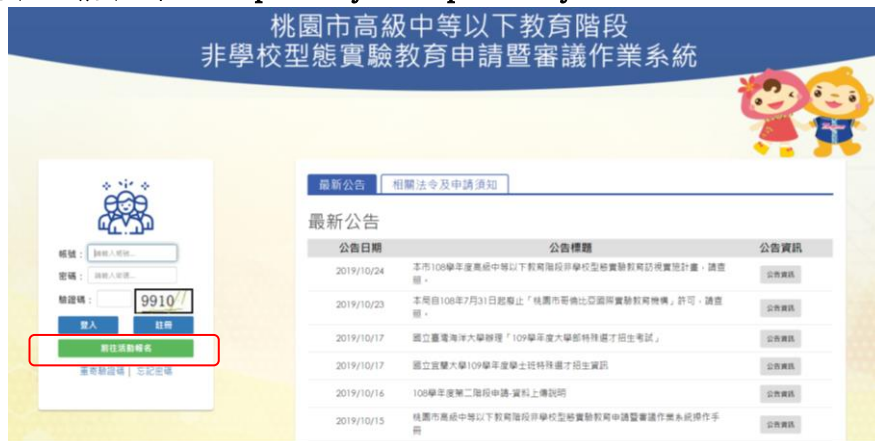 桃園市高級中等以下教育階段
非學校型態實驗教育申請暨審議作業系統
最新公告 相關法令及申請須知
最新公告
公告日期 公告標題 公告資訊
2019/10/24 本市108學年度高級中等以下教育階段非學校型態實驗教育訪視實施計畫，請查
照。 公告資訊
2019/10/23 本局自108年7月31日起廢止「桃園市哥倫比亞國際實驗教育機構」許可，請查
照。 公告資訊
2019/10/17 國立臺灣海洋大學辦理「109學年度大學部特殊選才招生考試」 公告資訊
2019/10/17 國立宜蘭大學109學年度學士班特殊選才招生資訊 公告資訊
2019/10/16 108學年度第二階段申請-資料上傳說明 公告資訊
2019/10/15 桃園市高級中等以下教育階段非學校型態實驗教育申請暨審議作業系統操作手
冊 公告資訊
帳號：請輸入帳號...
密碼：請輸入密碼...
驗證碼： 9910
登入 註冊
前往活動報名
重寄驗證碼 | 忘記密碼